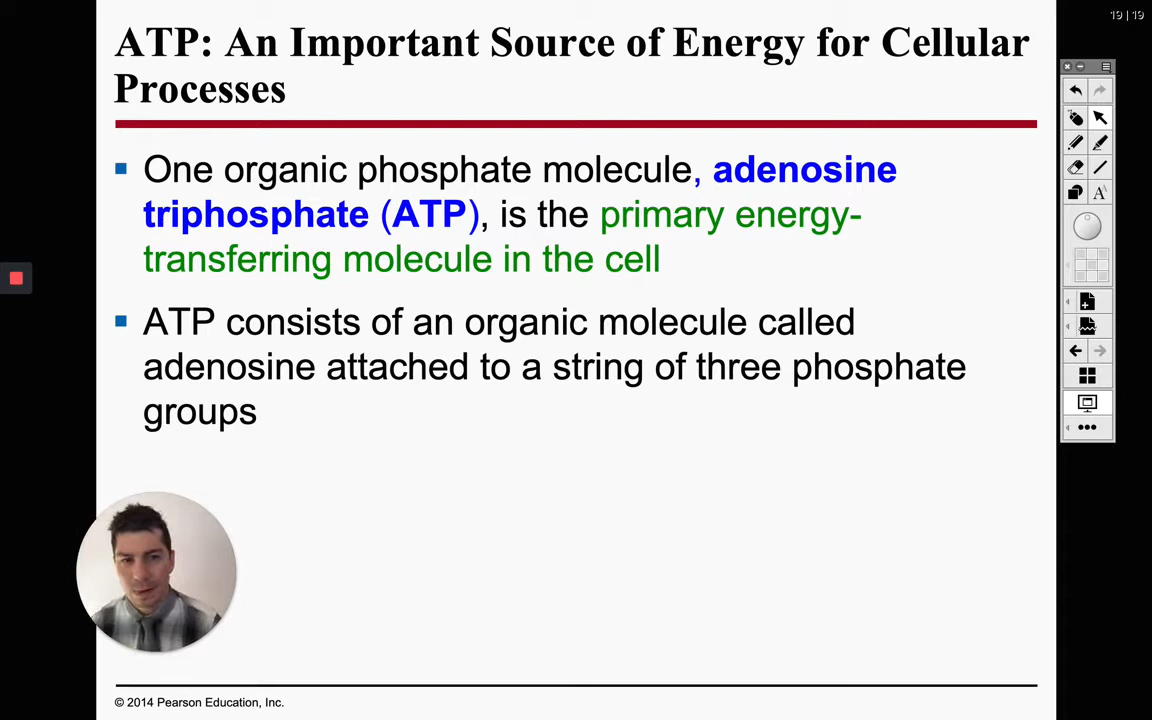 19 | 19
ATP: An Important Source of Energy for Cellular
Processes
One organic phosphate molecule, adenosine
triphosphate (ATP), is the primary energy-
transferring molecule in the cell
ATP consists of an organic molecule called
adenosine attached to a string of three phosphate
groups
© 2014 Pearson Education, Inc.